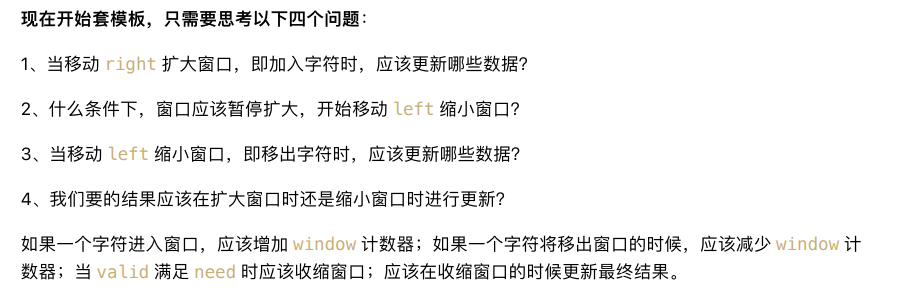 现在开始套模板，只需要思考以下四个问题：
1、当移动 right 扩大窗口，即加入字符时，应该更新哪些数据？
2、什么条件下，窗口应该暂停扩大，开始移动 left 缩小窗口？
3、当移动 left 缩小窗口，即移出字符时，应该更新哪些数据？
4、我们要的结果应该在扩大窗口时还是缩小窗口时进行更新？
如果一个字符进入窗口，应该增加 window 计数器；如果一个字符将移出窗口的时候，应该减少 window 计
数器；当 valid 满足 need 时应该收缩窗口；应该在收缩窗口的时候更新最终结果。